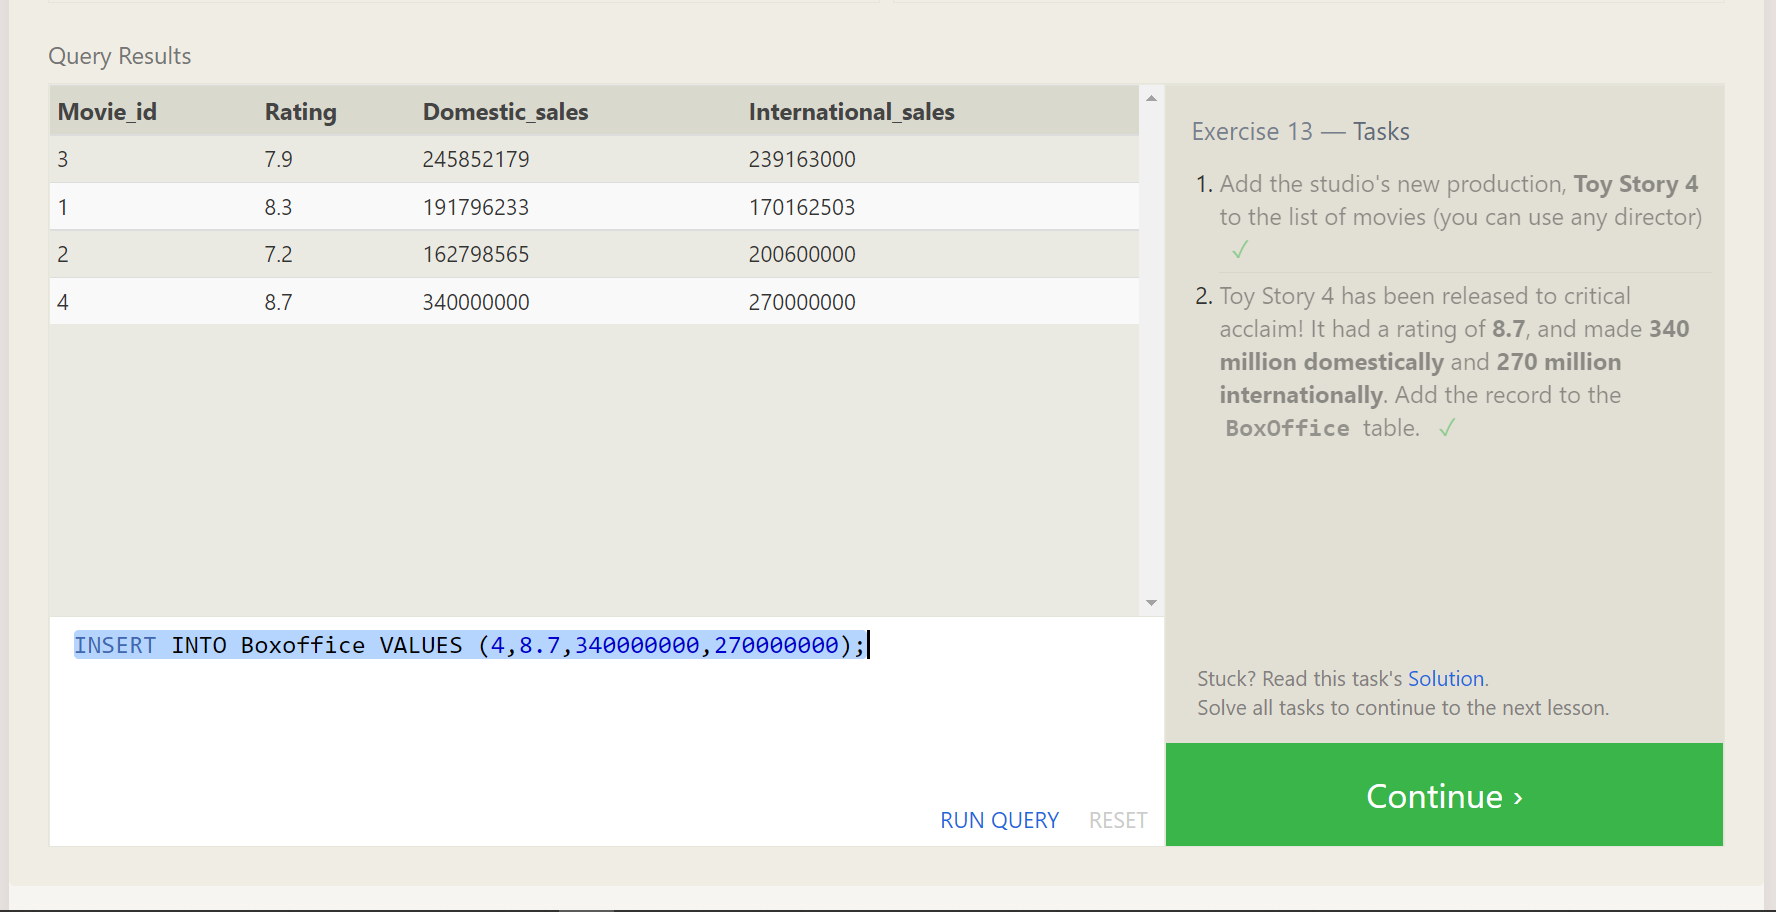 Query Results
Movie_id Rating Domestic_sales International_sales
3 7.9 245852179 239163000
1 8.3 191796233 170162503
2 7.2 162798565 200600000
4 8.7 340000000 270000000
INSERT INTO Boxoffice VALUES (4,8.7,340000000,270000000);
RUN QUERY RESET
Exercise 13 — Tasks
1. Add the studio's new production, Toy Story 4
to the list of movies (you can use any director)
✓
2. Toy Story 4 has been released to critical
acclaim! It had a rating of 8.7, and made 340
million domestically and 270 million
internationally. Add the record to the
BoxOffice table. ✓
Stuck? Read this task's Solution.
Solve all tasks to continue to the next lesson.
Continue ›